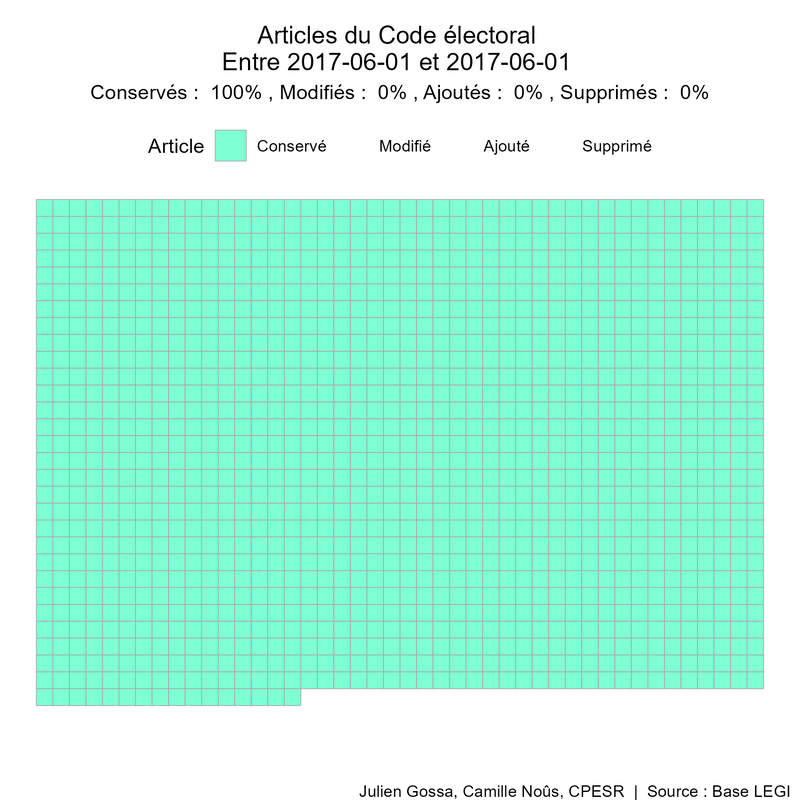 Articles du Code électoral
Entre 2017-06-01 et 2017-06-01
Conservés :  100% , Modifiés :  0% , Ajoutés :  0% , Supprimés :  0%
Article Conservé Modifié Ajouté Supprimé
Julien Gossa, Camille Noûs, CPESR  |  Source : Base LEGI